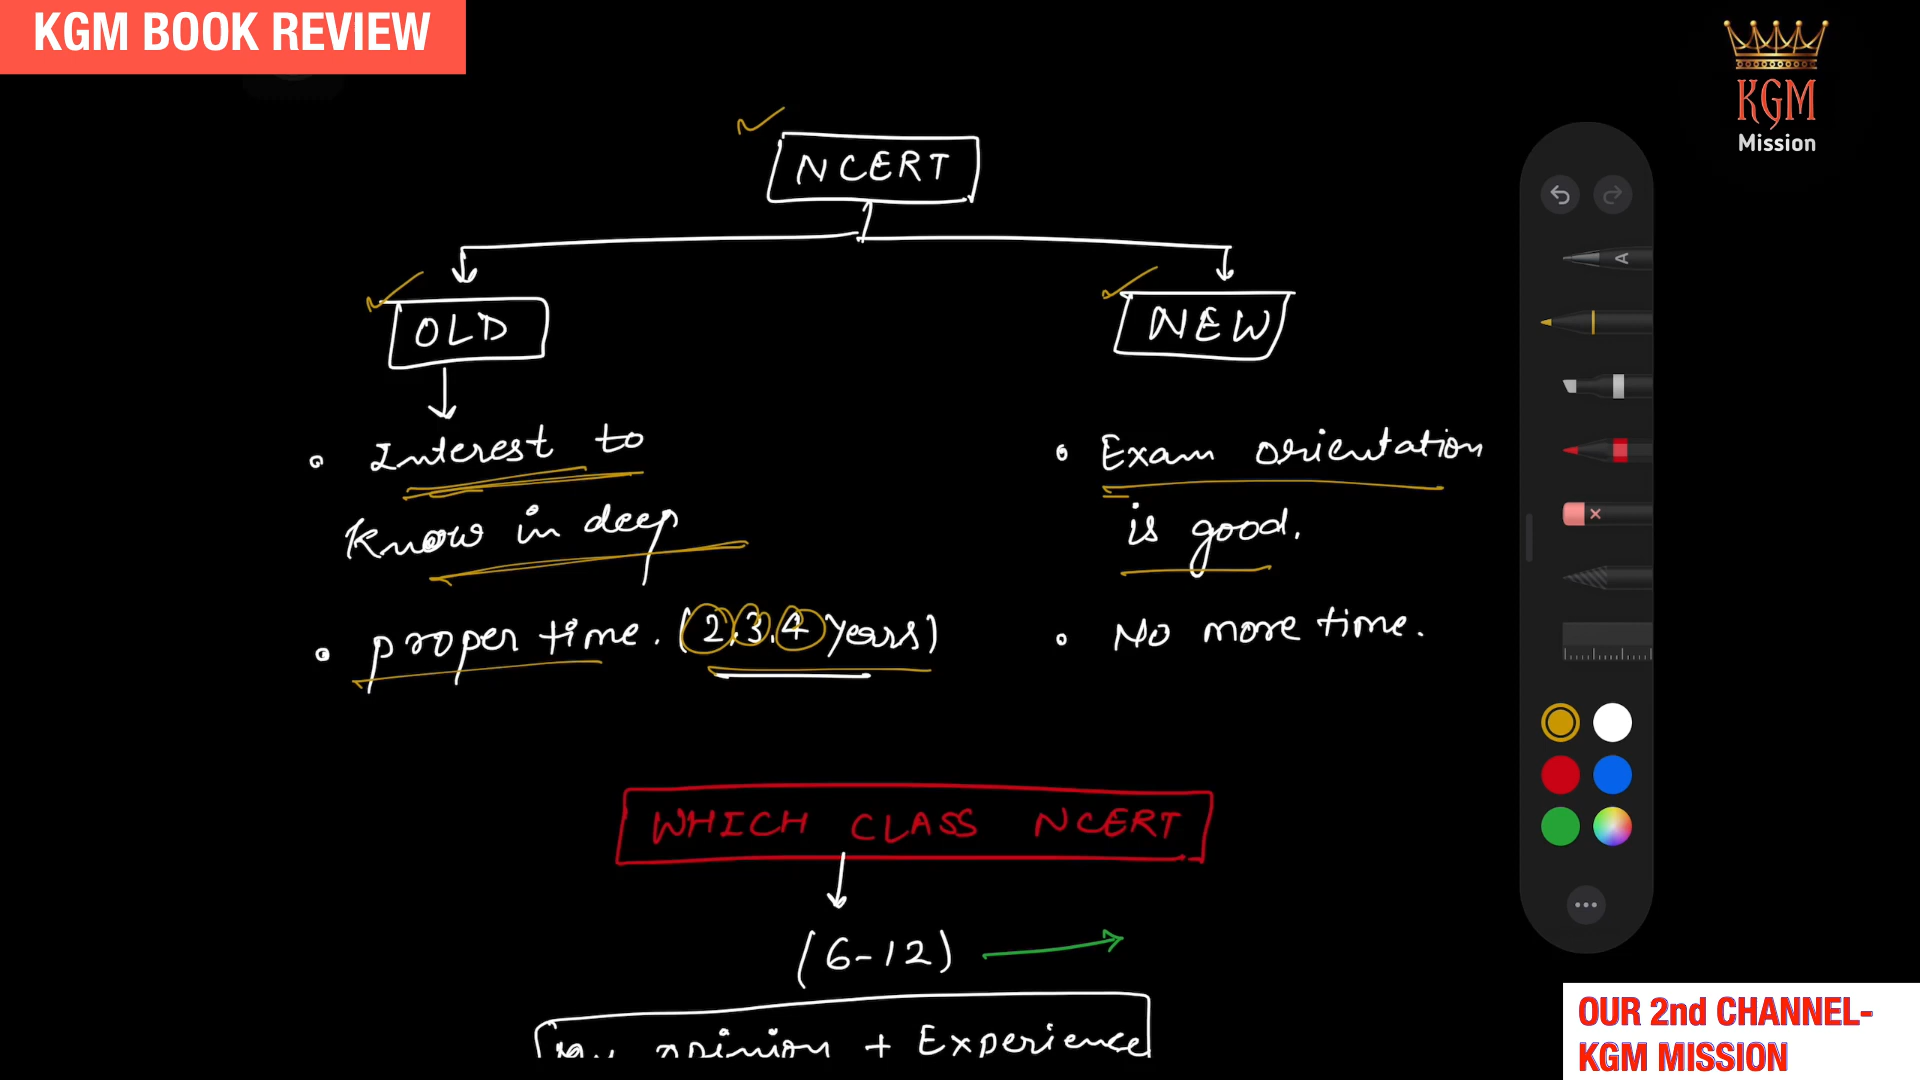 KGM BOOK REVIEW
KGM
Mission
NCERT
OLD
NEW
• Interest to
know in deep
• proper time. (2,3,4 years)
• Exam orientation
is good.
• No more time.
WHICH CLASS NCERT
(6-12)
opinion + Experience
OUR 2nd CHANNEL-
KGM MISSION